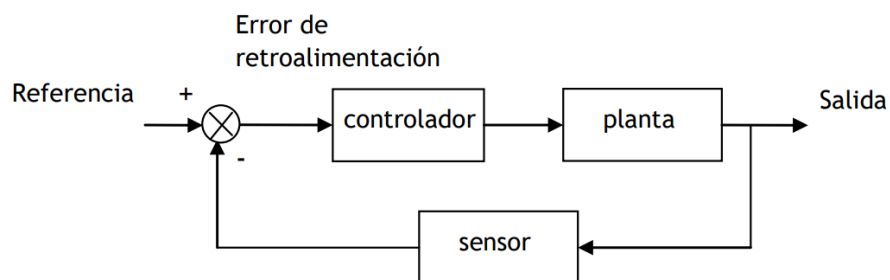 Error de
retroalimentación
Referencia
+
controlador
planta
Salida
-
sensor